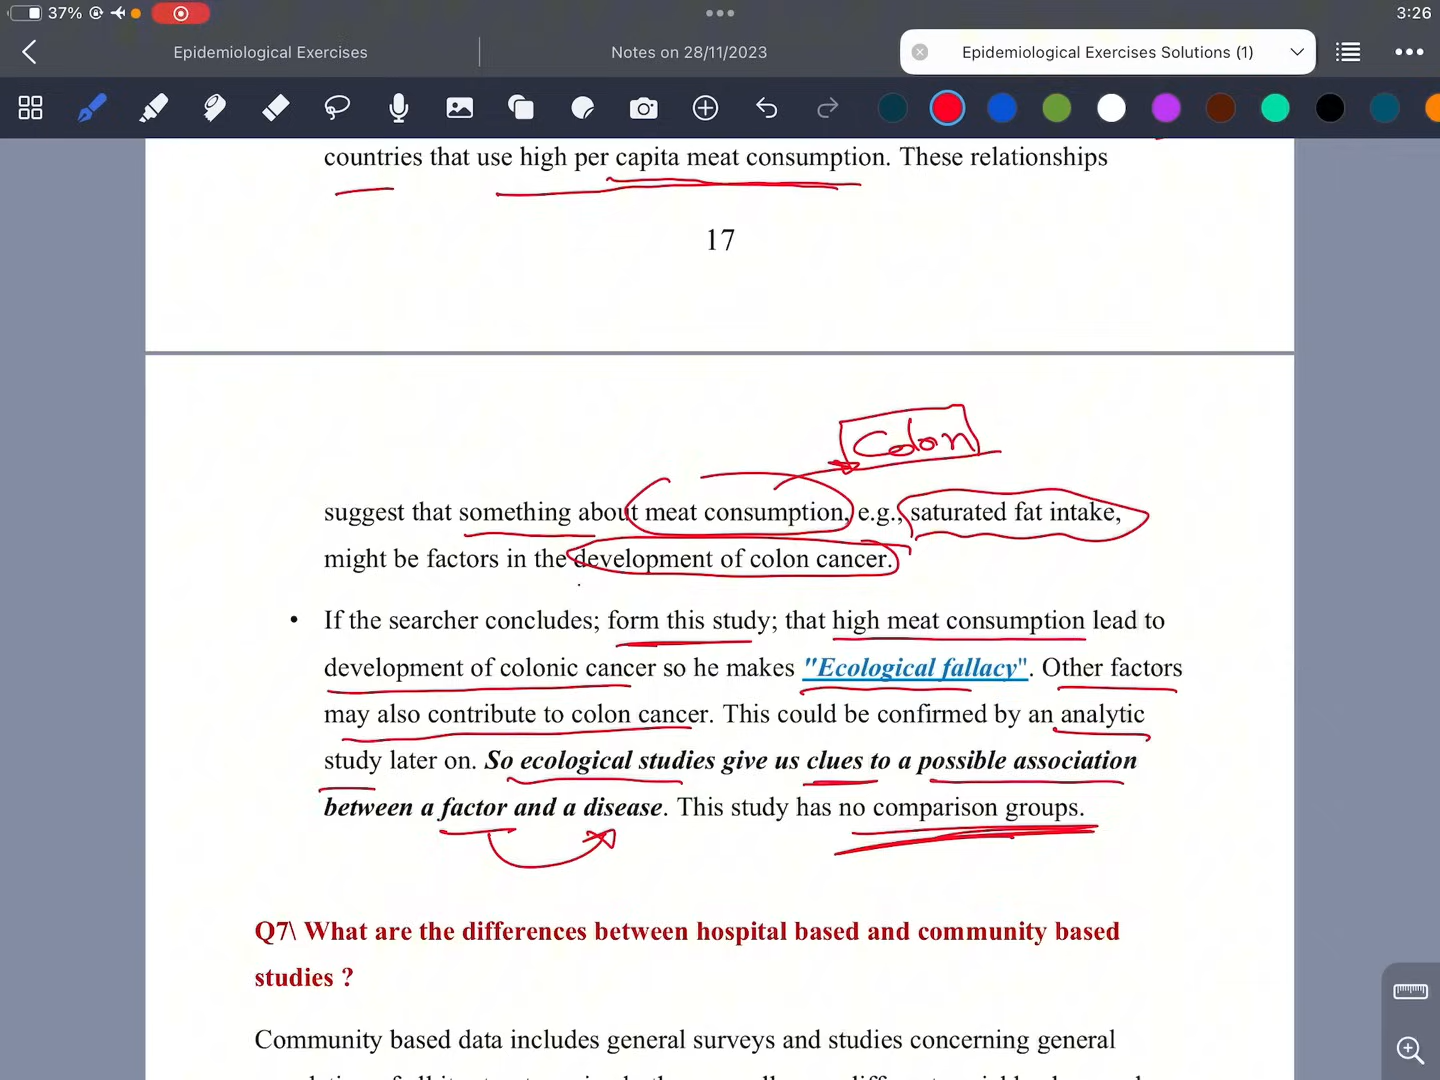 37%
3:26
Epidemiological Exercises
Notes on 28/11/2023
Epidemiological Exercises Solutions (1)
countries that use high per capita meat consumption. These relationships
17
Colon
suggest that something about meat consumption, e.g., saturated fat intake,
might be factors in the development of colon cancer.
• If the searcher concludes; form this study; that high meat consumption lead to
development of colonic cancer so he makes "Ecological fallacy". Other factors
may also contribute to colon cancer. This could be confirmed by an analytic
study later on. So ecological studies give us clues to a possible association
between a factor and a disease. This study has no comparison groups.
Q7\ What are the differences between hospital based and community based
studies ?
Community based data includes general surveys and studies concerning general